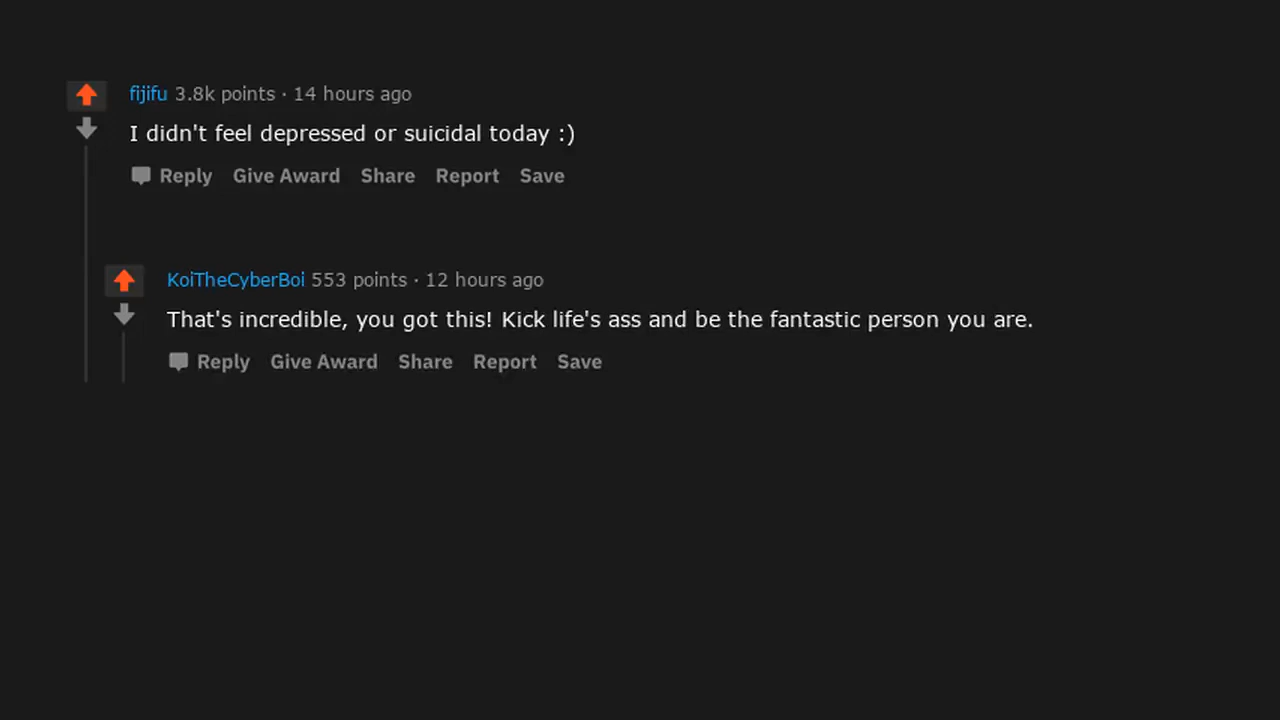 fijifu 3.8k points · 14 hours ago
I didn't feel depressed or suicidal today :)
Reply Give Award Share Report Save
KoiTheCyberBoi 553 points · 12 hours ago
That's incredible, you got this! Kick life's ass and be the fantastic person you are.
Reply Give Award Share Report Save